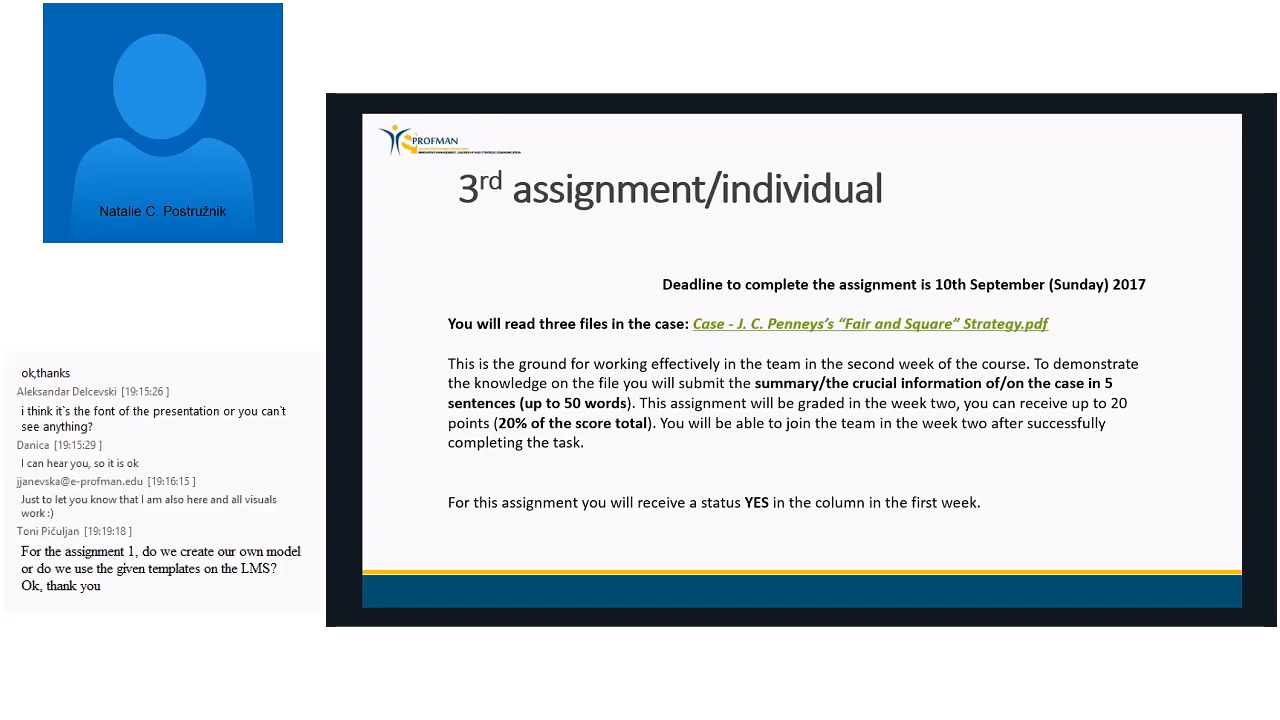 Natalie C. Postružnik
ok,thanks
Aleksandar Delcevski [19:15:26 ]
i think it`s the font of the presentation or you can`t
see anything?
Danica [19:15:29 ]
I can hear you, so it is ok
jjanevska@e-profman.edu [19:16:15 ]
Just to let you know that I am also here and all visuals
work :)
Toni Pičuljan [19:19:18 ]
For the assignment 1, do we create our own model
or do we use the given templates on the LMS?
Ok, thank you
PROFMAN
INNOVATIVE MANAGEMENT, LEADERSHIP AND STRATEGIC COMMUNICATION
3rd assignment/individual
Deadline to complete the assignment is 10th September (Sunday) 2017
You will read three files in the case: Case - J. C. Penneys’s “Fair and Square” Strategy.pdf
This is the ground for working effectively in the team in the second week of the course. To demonstrate
the knowledge on the file you will submit the summary/the crucial information of/on the case in 5
sentences (up to 50 words). This assignment will be graded in the week two, you can receive up to 20
points (20% of the score total). You will be able to join the team in the week two after successfully
completing the task.
For this assignment you will receive a status YES in the column in the first week.